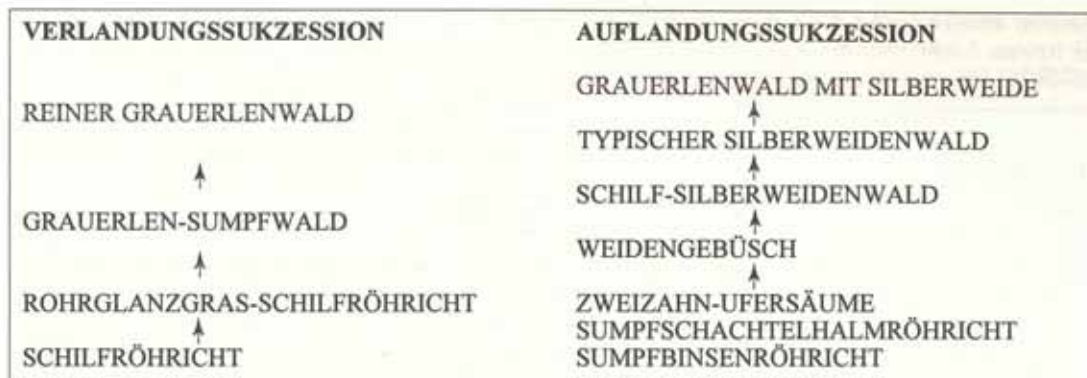 VERLANDUNGSSUKZESSION
REINER GRAUERLENWALD
GRAUERLEN-SUMPFWALD
ROHRGLANZGRAS-SCHILFRÖHRICHT
SCHILFRÖHRICHT
AUFLANDUNGSSUKZESSION
GRAUERLENWALD MIT SILBERWEIDE
TYPISCHER SILBERWEIDENWALD
SCHILF-SILBERWEIDENWALD
WEIDENGEBÜSCH
ZWEIZAHN-UFERSÄUME
SUMPFSCHACHTELHALMRÖHRICHT
SUMPFBINSENRÖHRICHT